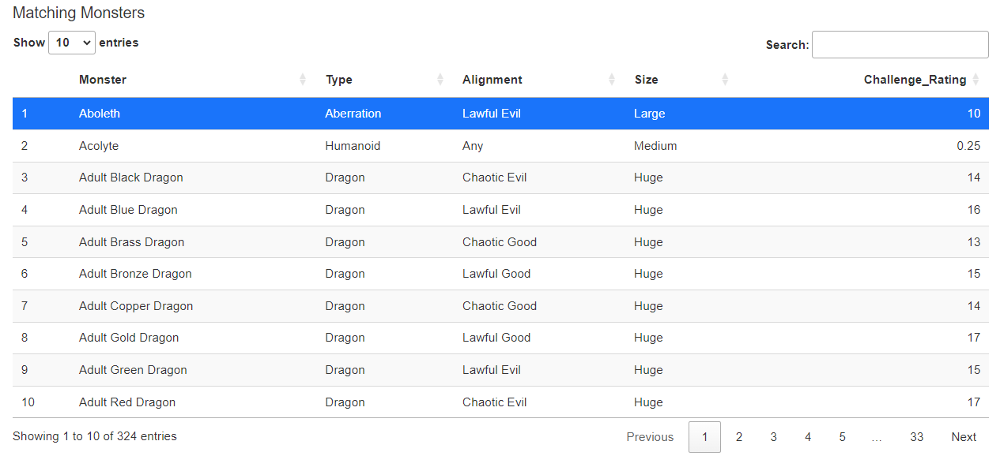 Matching Monsters
Show 10 entries Search:
Monster Type Alignment Size Challenge_Rating
1 Aboleth Aberration Lawful Evil Large 10
2 Acolyte Humanoid Any Medium 0.25
3 Adult Black Dragon Dragon Chaotic Evil Huge 14
4 Adult Blue Dragon Dragon Lawful Evil Huge 16
5 Adult Brass Dragon Dragon Chaotic Good Huge 13
6 Adult Bronze Dragon Dragon Lawful Good Huge 15
7 Adult Copper Dragon Dragon Chaotic Good Huge 14
8 Adult Gold Dragon Dragon Lawful Good Huge 17
9 Adult Green Dragon Dragon Lawful Evil Huge 15
10 Adult Red Dragon Dragon Chaotic Evil Huge 17
Showing 1 to 10 of 324 entries Previous 1 2 3 4 5 … 33 Next